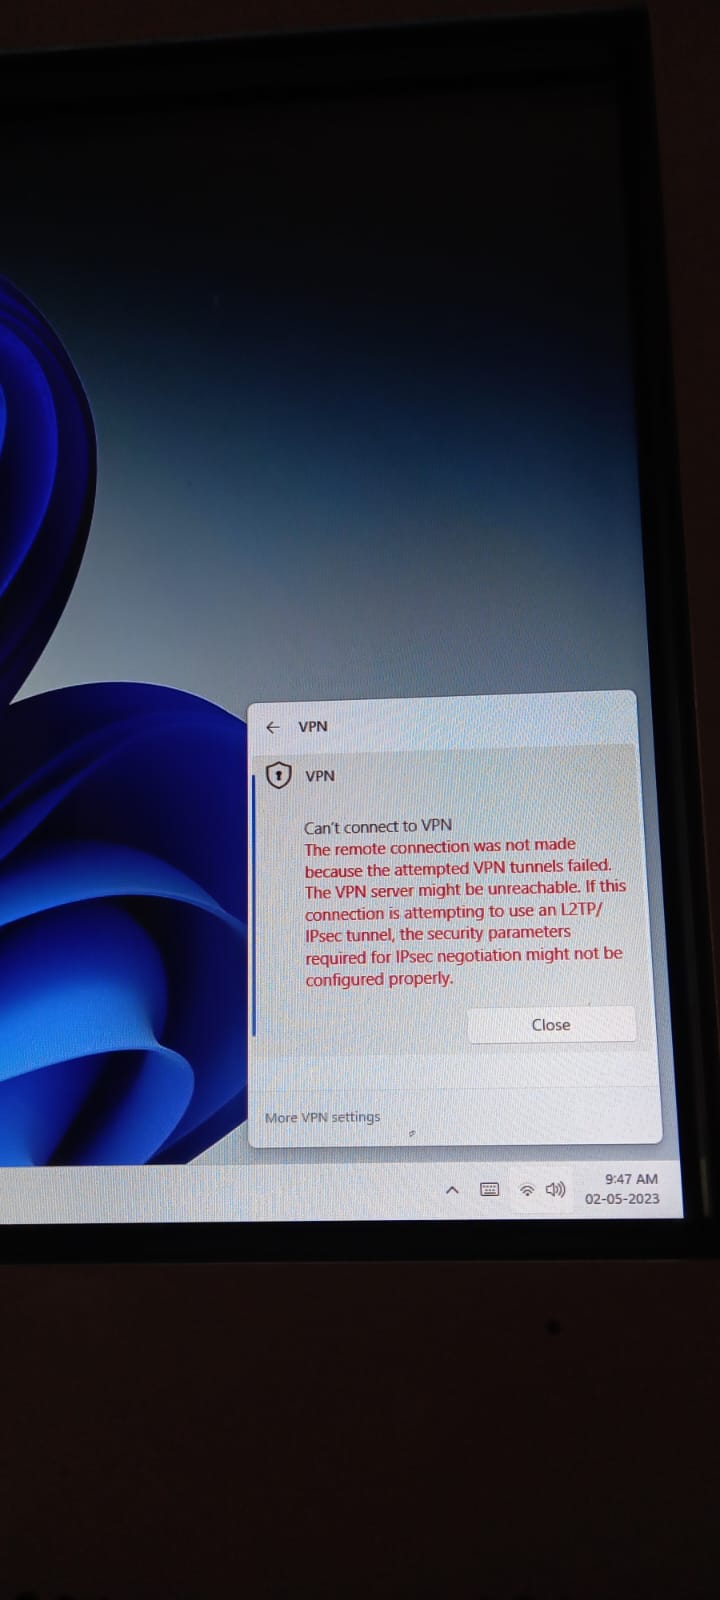 VPN
VPN
Can't connect to VPN
The remote connection was not made
because the attempted VPN tunnels failed.
The VPN server might be unreachable. If this
connection is attempting to use an L2TP/
IPsec tunnel, the security parameters
required for IPsec negotiation might not be
configured properly.
Close
More VPN settings
9:47 AM
02-05-2023